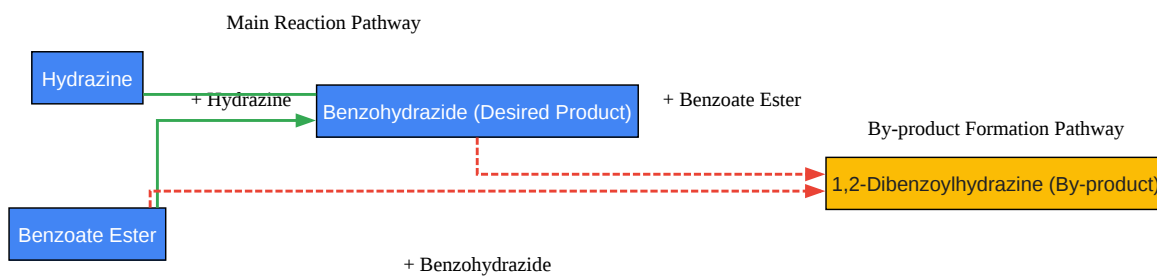 Main Reaction Pathway
Hydrazine
+ Hydrazine
Benzohydrazide (Desired Product)
+ Benzoate Ester
By-product Formation Pathway
1,2-Dibenzoylhydrazine (By-product)
Benzoate Ester
+ Benzohydrazide